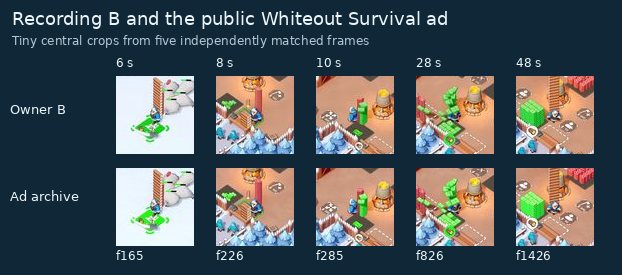 Recording B and the public Whiteout Survival ad
Tiny central crops from five independently matched frames
6 s 8 s 10 s 28 s 48 s
Owner B
Ad archive
f165 f226 f285 f826 f1426